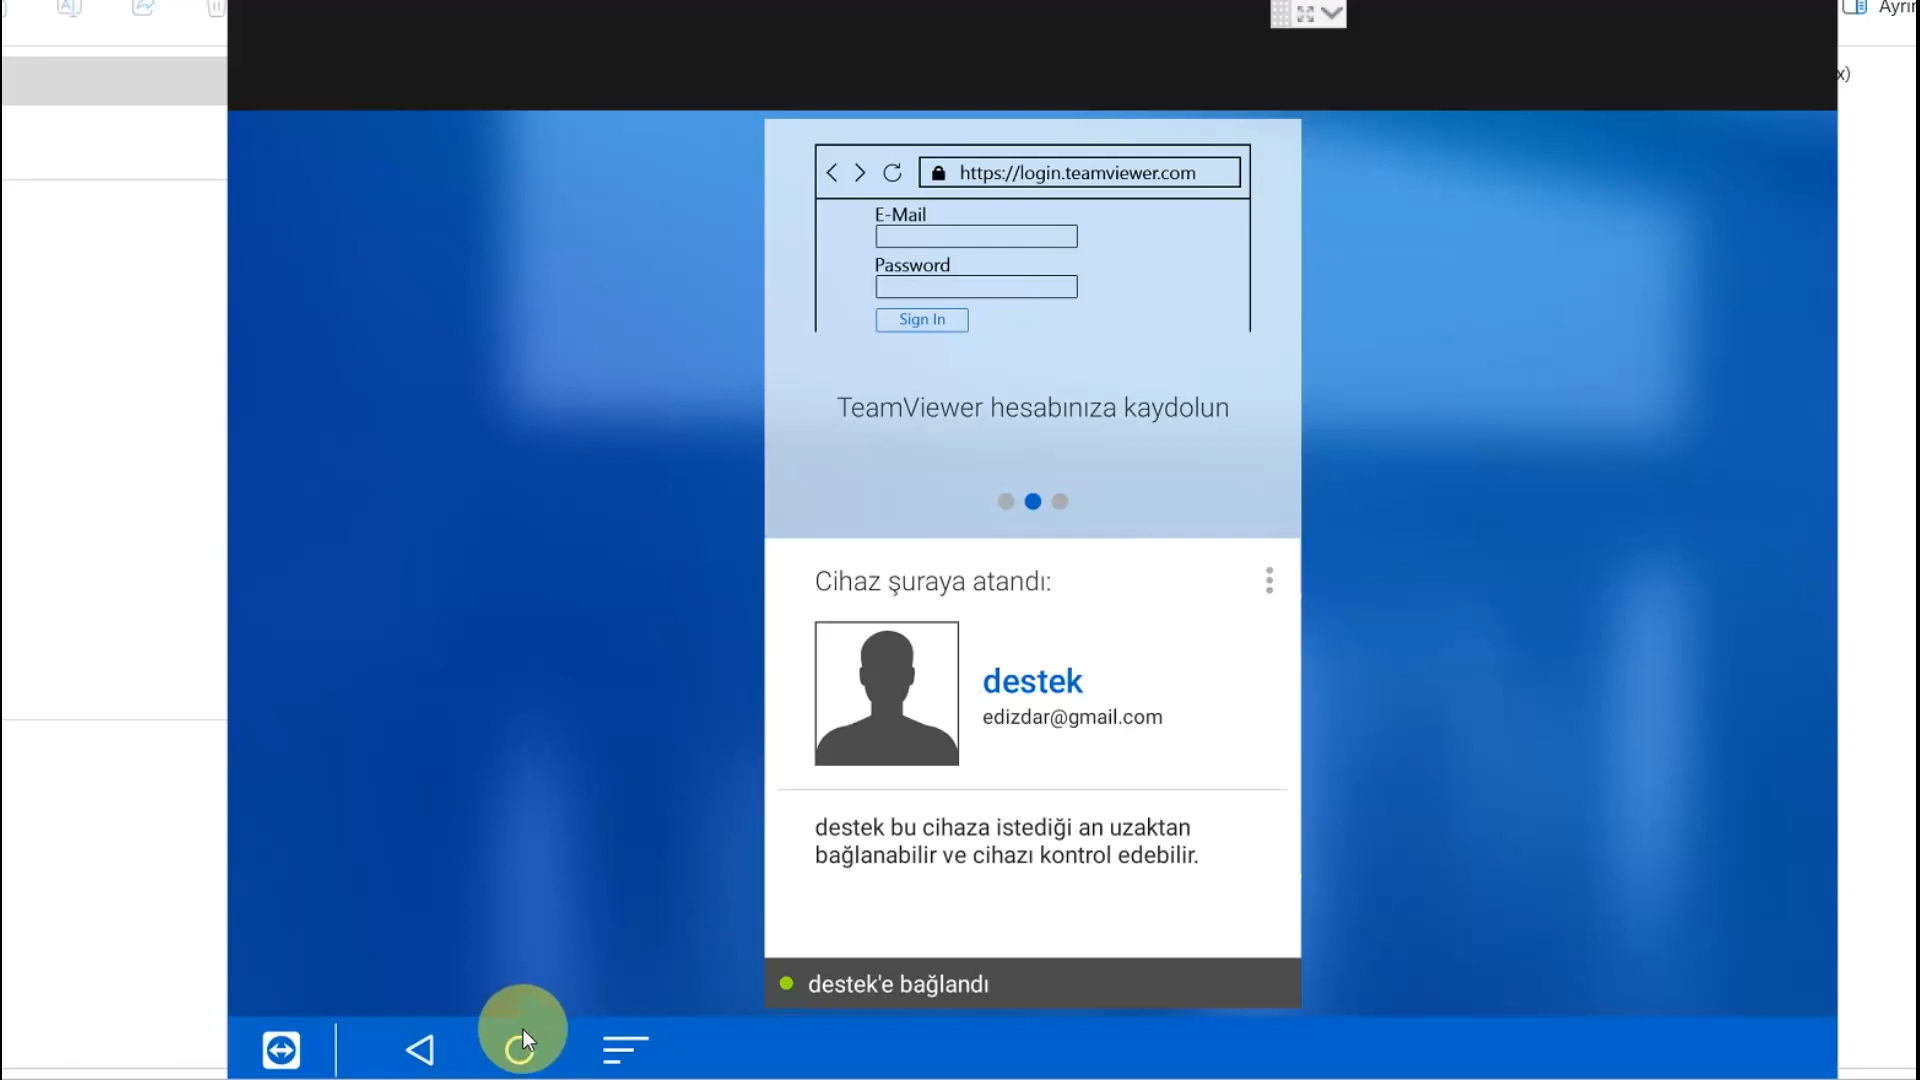 Ayrın
x)
https://login.teamviewer.com
E-Mail
Password
Sign In
TeamViewer hesabınıza kaydolun
Cihaz şuraya atandı:
destek
edizdar@gmail.com
destek bu cihaza istediği an uzaktan
bağlanabilir ve cihazı kontrol edebilir.
destek'e bağlandı